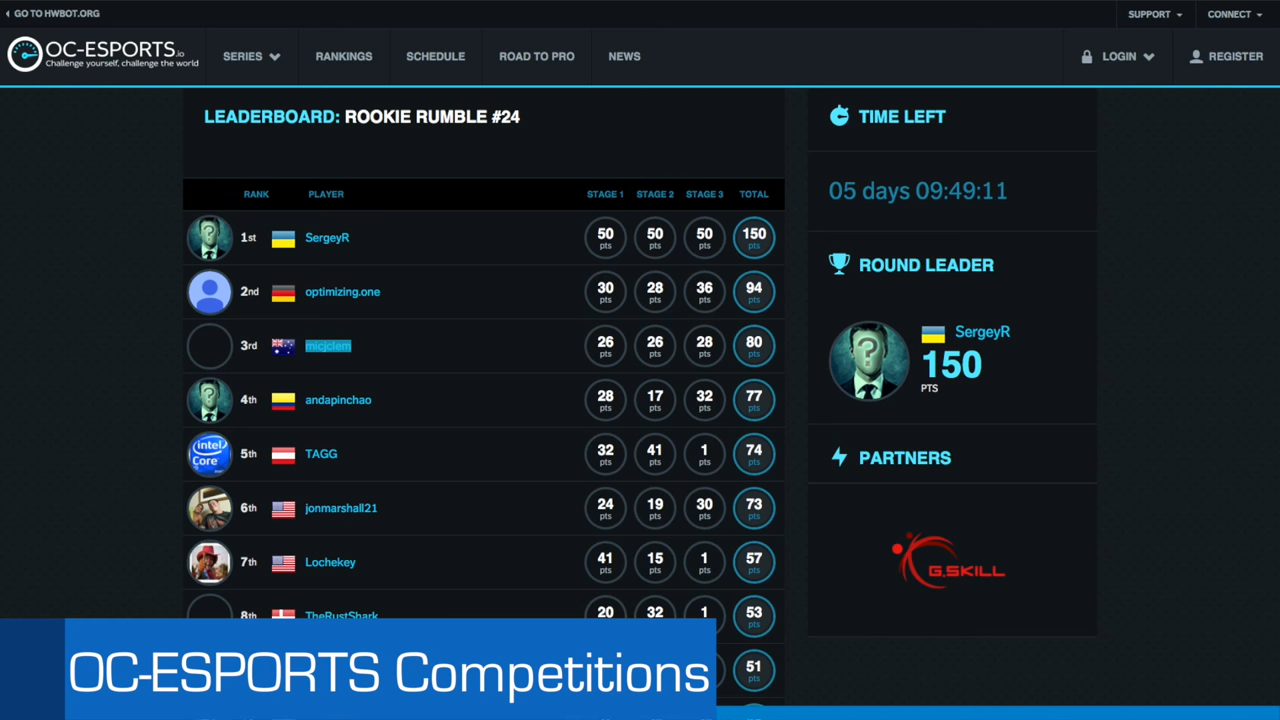 GO TO HWBOT.ORG SUPPORT CONNECT
OC-ESPORTS.io
Challenge yourself, challenge the world
SERIES RANKINGS SCHEDULE ROAD TO PRO NEWS LOGIN REGISTER
LEADERBOARD: ROOKIE RUMBLE #24
RANK PLAYER STAGE 1 STAGE 2 STAGE 3 TOTAL
1st SergeyR 50 pts 50 pts 50 pts 150 pts
2nd optimizing.one 30 pts 28 pts 36 pts 94 pts
3rd micjclem 26 pts 26 pts 28 pts 80 pts
4th andapinchao 28 pts 17 pts 32 pts 77 pts
intel Core
5th TAGG 32 pts 41 pts 1 pts 74 pts
6th jonmarshall21 24 pts 19 pts 30 pts 73 pts
7th Lochekey 41 pts 15 pts 1 pts 57 pts
8th TheRustShark 20 32 1 53 pts
51 pts
TIME LEFT
05 days 09:49:11
ROUND LEADER
SergeyR
150
PTS
PARTNERS
G.SKILL
OC-ESPORTS Competitions